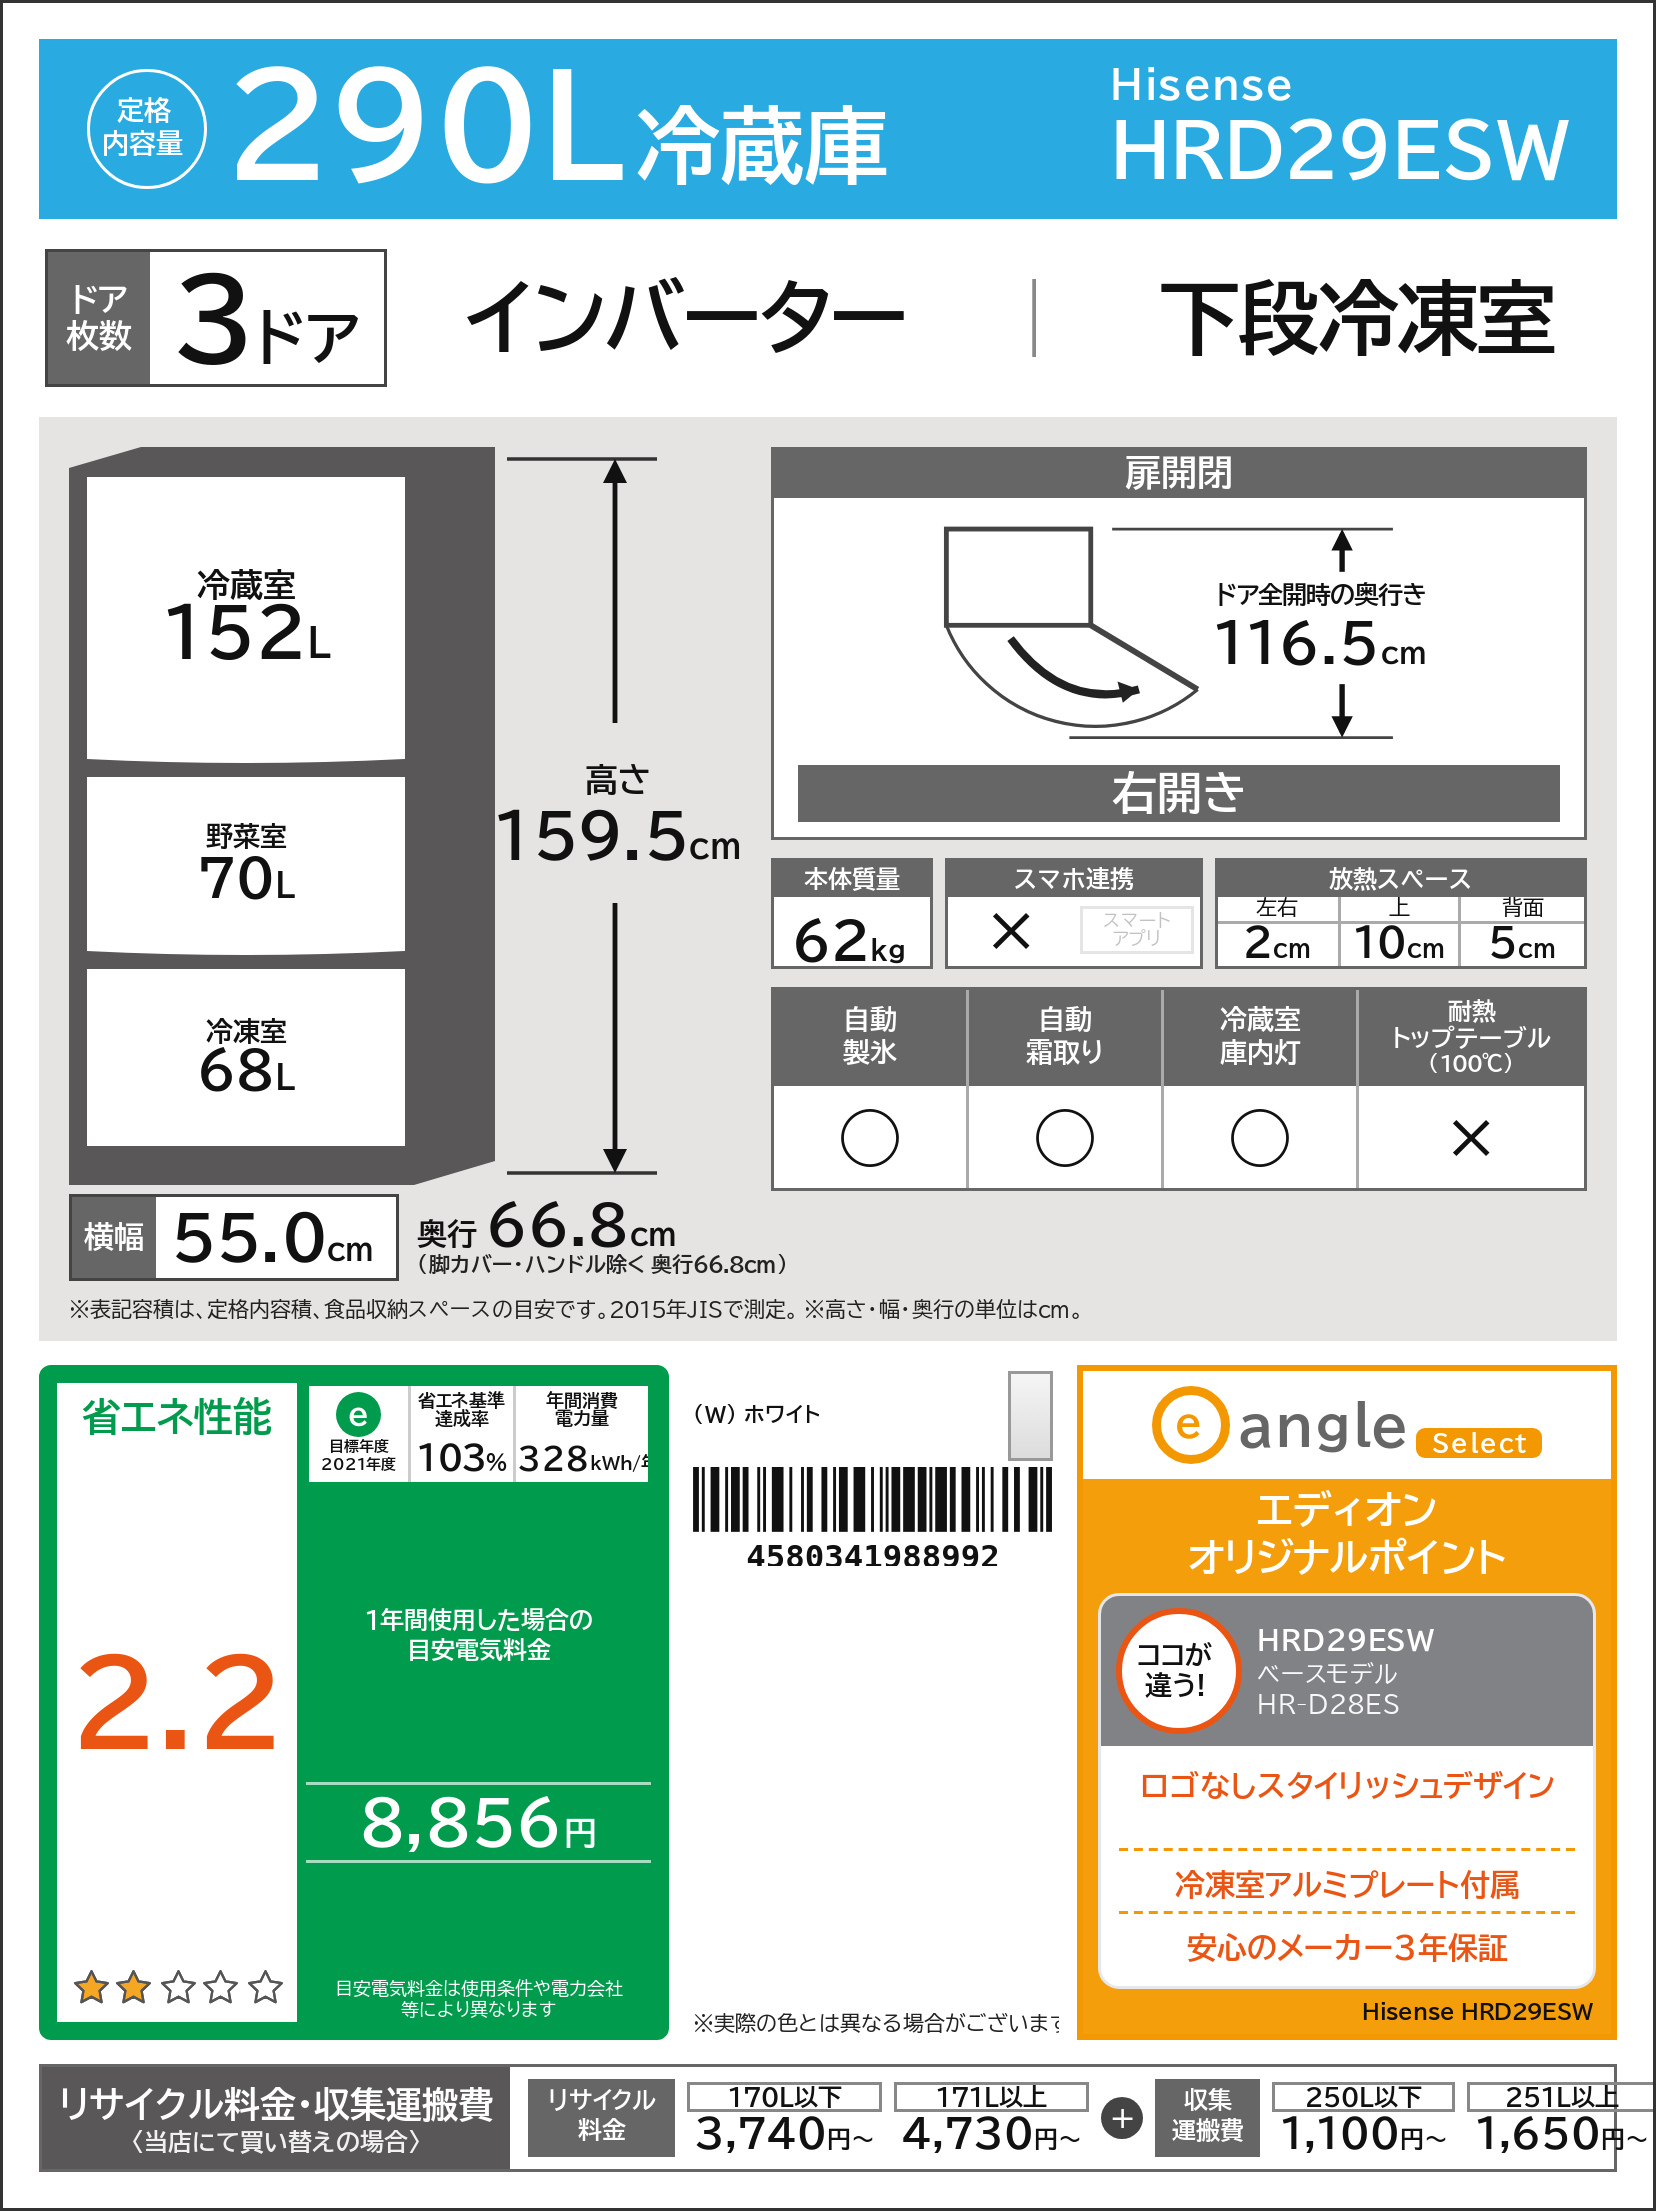 定格
内容量
290L冷蔵庫
Hisense
HRD29ESW
ドア
枚数
3ドア
インバーター
下段冷凍室
冷蔵室
152L
野菜室
70L
冷凍室
68L
高さ
159.5cm
横幅
55.0cm
奥行 66.8cm
（脚カバー・ハンドル除く 奥行66.8cm）
扉開閉
ドア全開時の奥行き
116.5cm
右開き
本体質量
62kg
スマホ連携
×
スマート
アプリ
放熱スペース
左右
上
背面
2cm
10cm
5cm
自動
製氷
自動
霜取り
冷蔵室
庫内灯
耐熱
トップテーブル
（100℃）
○
○
○
×
※表記容積は、定格内容積、食品収納スペースの目安です。2015年JISで測定。 ※高さ・幅・奥行の単位はcm。
省エネ性能
2.2
★★☆☆☆
e
目標年度
2021年度
省エネ基準
達成率
103%
年間消費
電力量
328kWh/
1年間使用した場合の
目安電気料金
8,856円
目安電気料金は使用条件や電力会社
等により異なります
（W）ホワイト
4580341988992
※実際の色とは異なる場合がございます
e angle Select
エディオン
オリジナルポイント
ココが
違う！
HRD29ESW
ベースモデル
HR-D28ES
ロゴなしスタイリッシュデザイン
冷凍室アルミプレート付属
安心のメーカー3年保証
Hisense HRD29ESW
リサイクル料金・収集運搬費
〈当店にて買い替えの場合〉
リサイクル
料金
170L以下
3,740円～
171L以上
4,730円～
＋
収集
運搬費
250L以下
1,100円～
251L以上
1,650円～